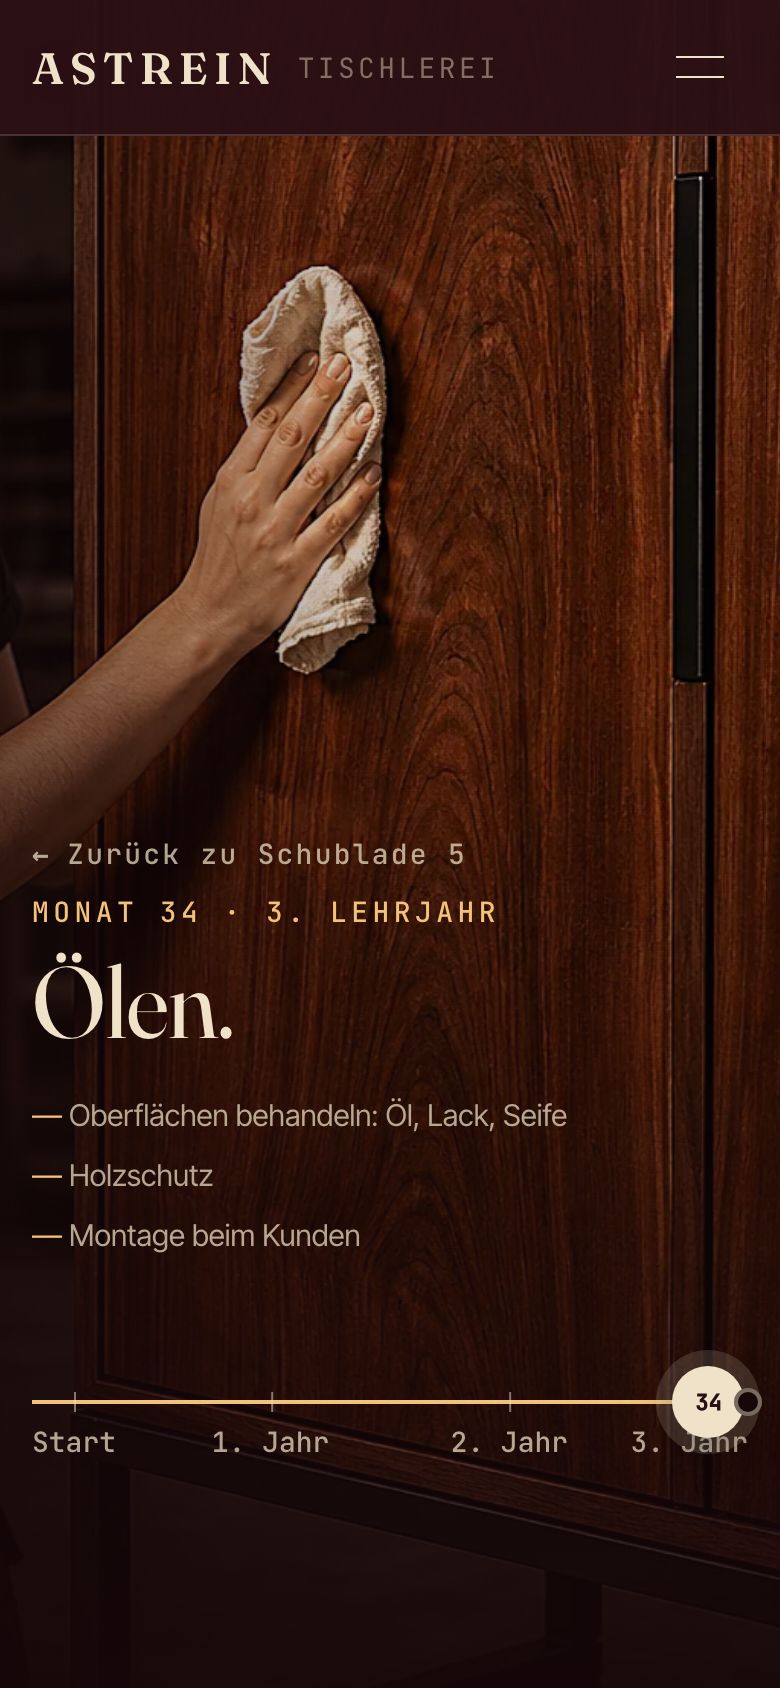 ASTREIN TISCHLEREI
← Zurück zu Schublade 5
MONAT 34 · 3. LEHRJAHR
Ölen.
— Oberflächen behandeln: Öl, Lack, Seife
— Holzschutz
— Montage beim Kunden
34
Start 1. Jahr 2. Jahr 3. Jahr